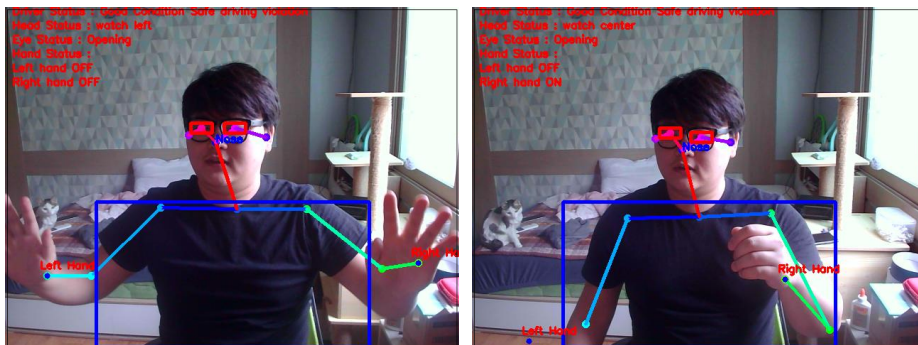 Driver Status : Good Condition Safe driving violation
Head Status : watch left
Eye Status : Opening
Hand Status :
Left hand OFF
Right hand OFF
Nose
Left Hand
Right Ha
Driver Status : Good Condition Safe driving violation
Head Status : watch center
Eye Status : Opening
Hand Status :
Left hand OFF
Right hand ON
Nose
Right Hand
Left Hand